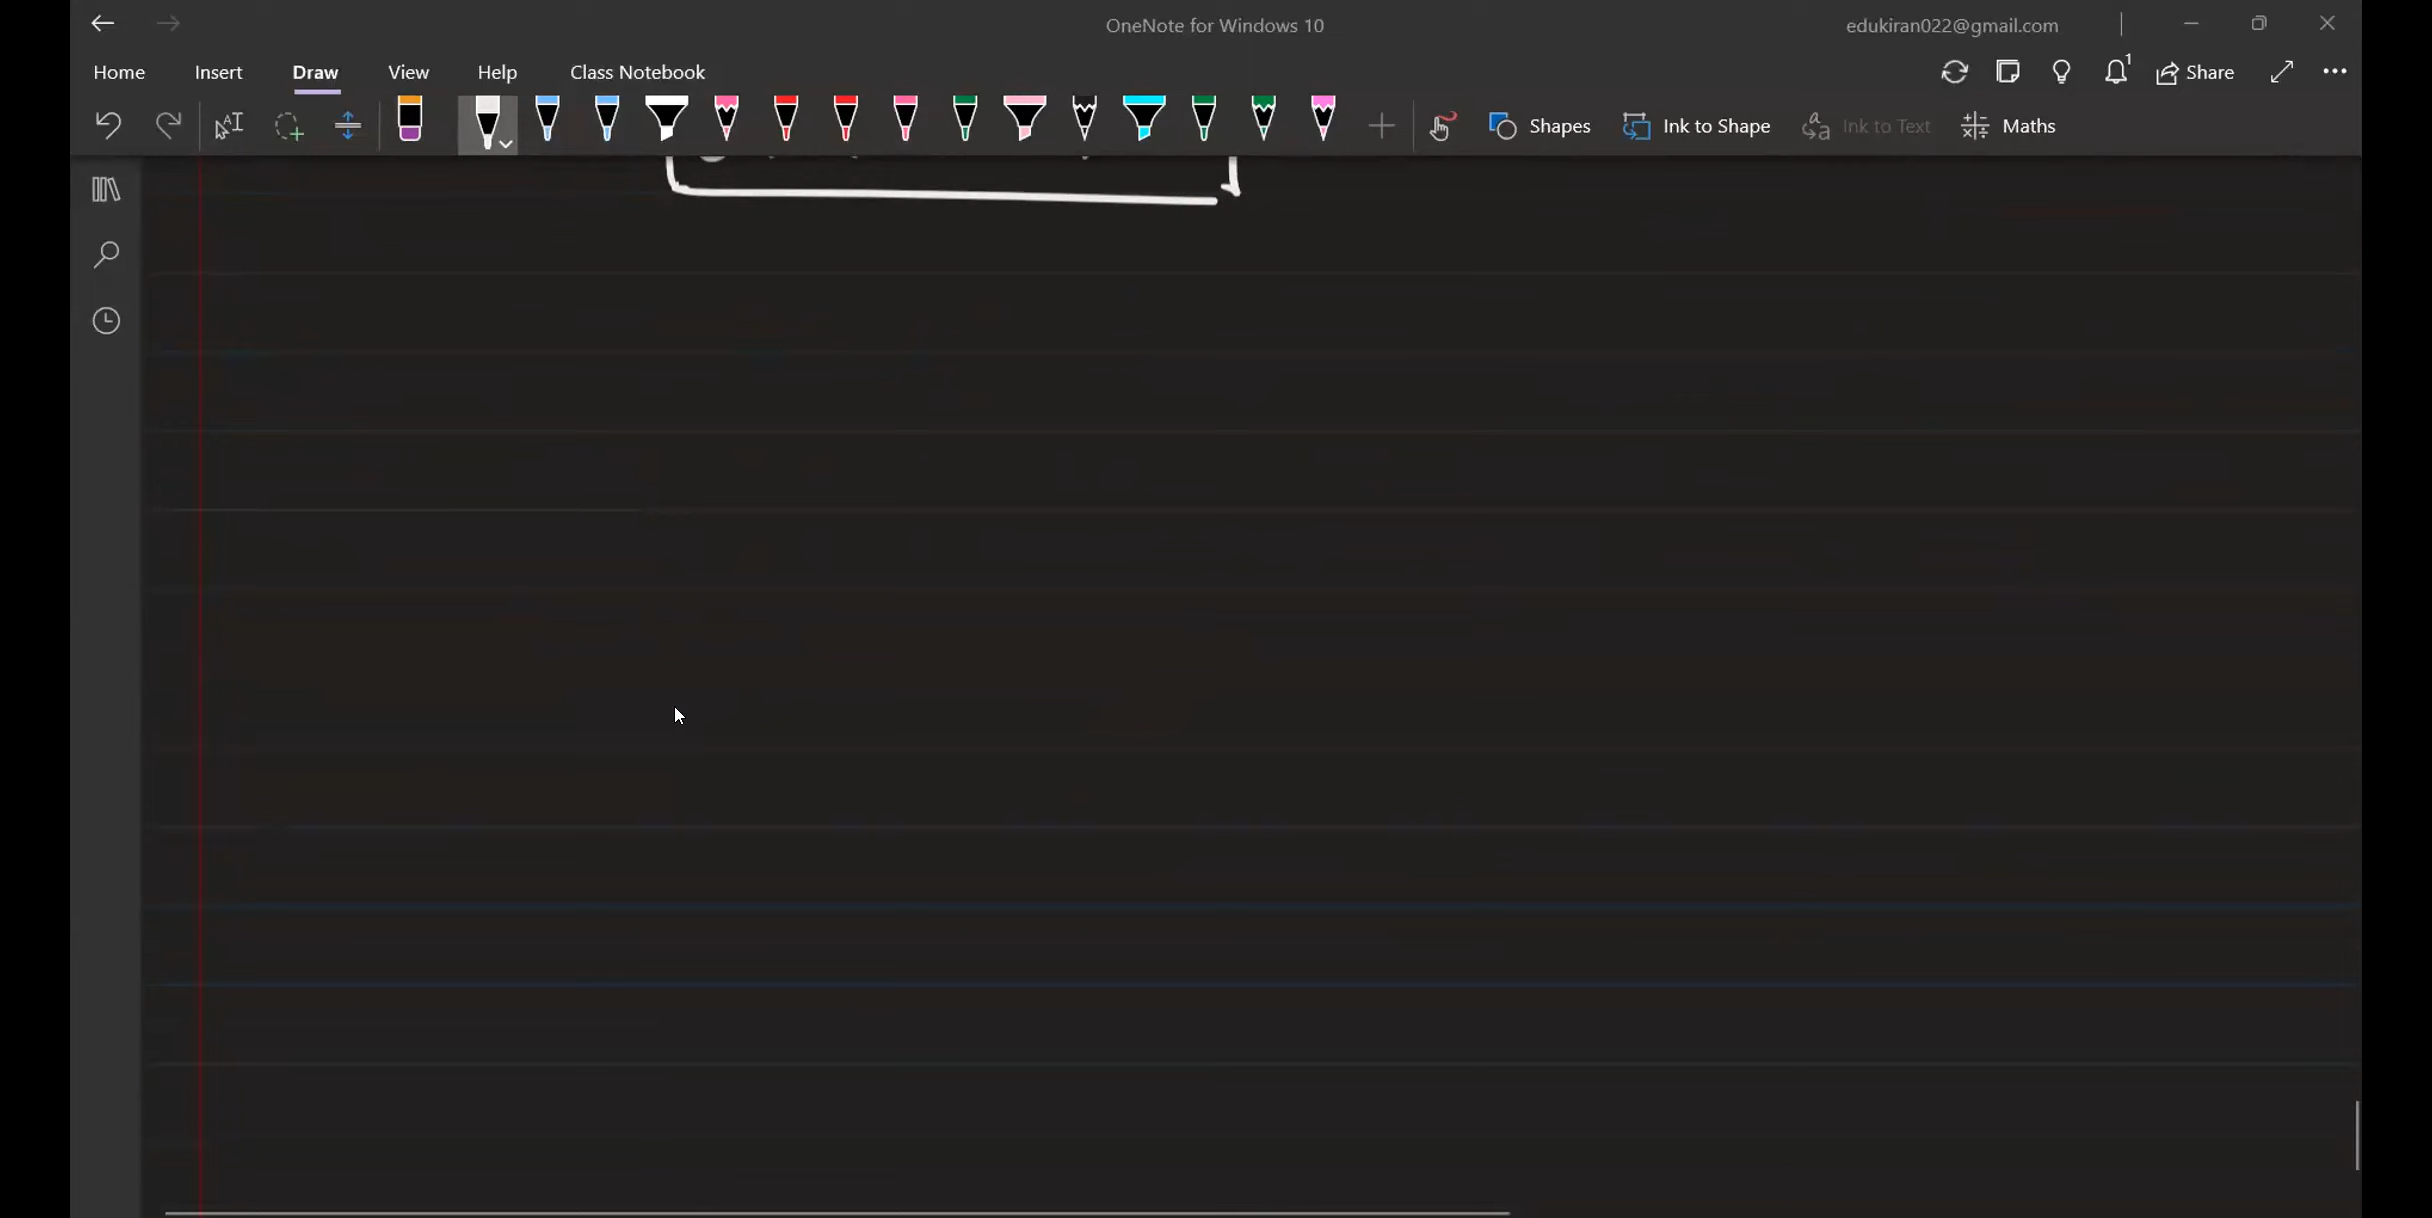 OneNote for Windows 10
edukiran022@gmail.com
Home Insert Draw View Help Class Notebook
1
Share
Shapes Ink to Shape Ink to Text Maths